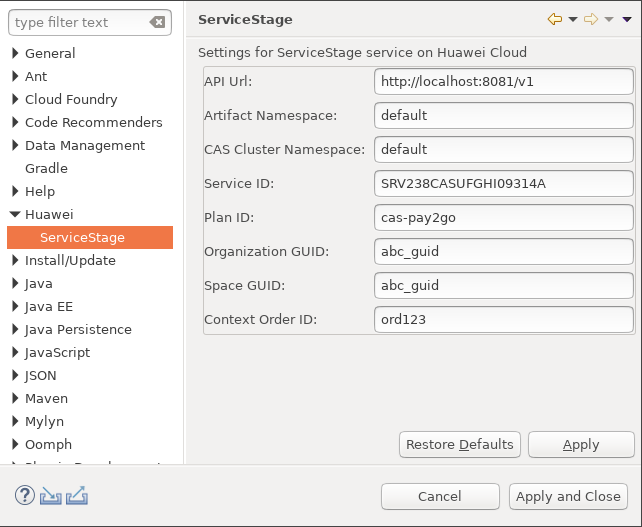 type filter text
General
Ant
Cloud Foundry
Code Recommenders
Data Management
Gradle
Help
Huawei
ServiceStage
Install/Update
Java
Java EE
Java Persistence
JavaScript
JSON
Maven
Mylyn
Oomph
ServiceStage
Settings for ServiceStage service on Huawei Cloud
API Url: http://localhost:8081/v1
Artifact Namespace: default
CAS Cluster Namespace: default
Service ID: SRV238CASUFGHI09314A
Plan ID: cas-pay2go
Organization GUID: abc_guid
Space GUID: abc_guid
Context Order ID: ord123
Restore Defaults Apply
? Cancel Apply and Close